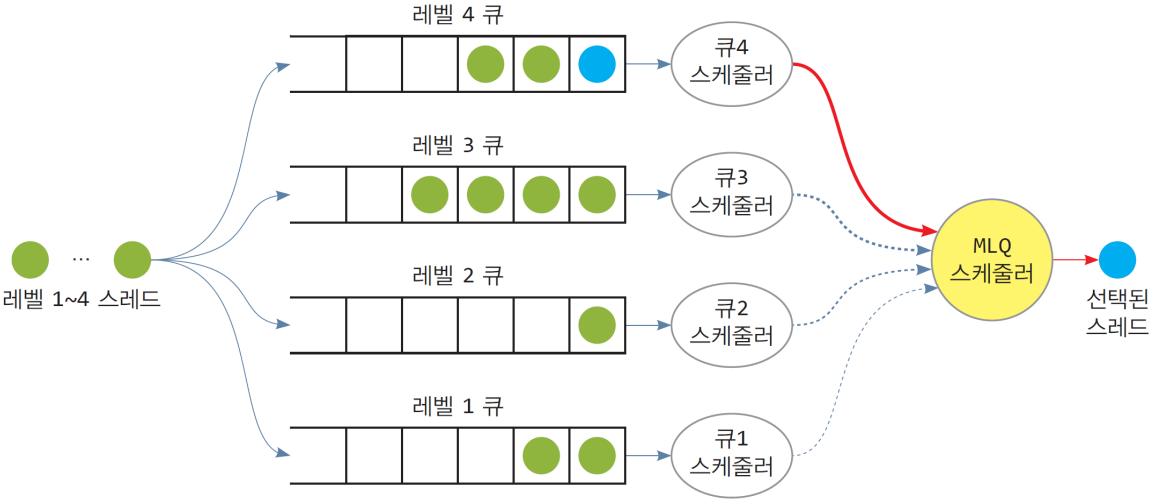 레벨 4 큐
큐4
스케줄러
레벨 3 큐
큐3
스케줄러
...
레벨 1~4 스레드
MLQ
스케줄러
선택된
스레드
레벨 2 큐
큐2
스케줄러
레벨 1 큐
큐1
스케줄러